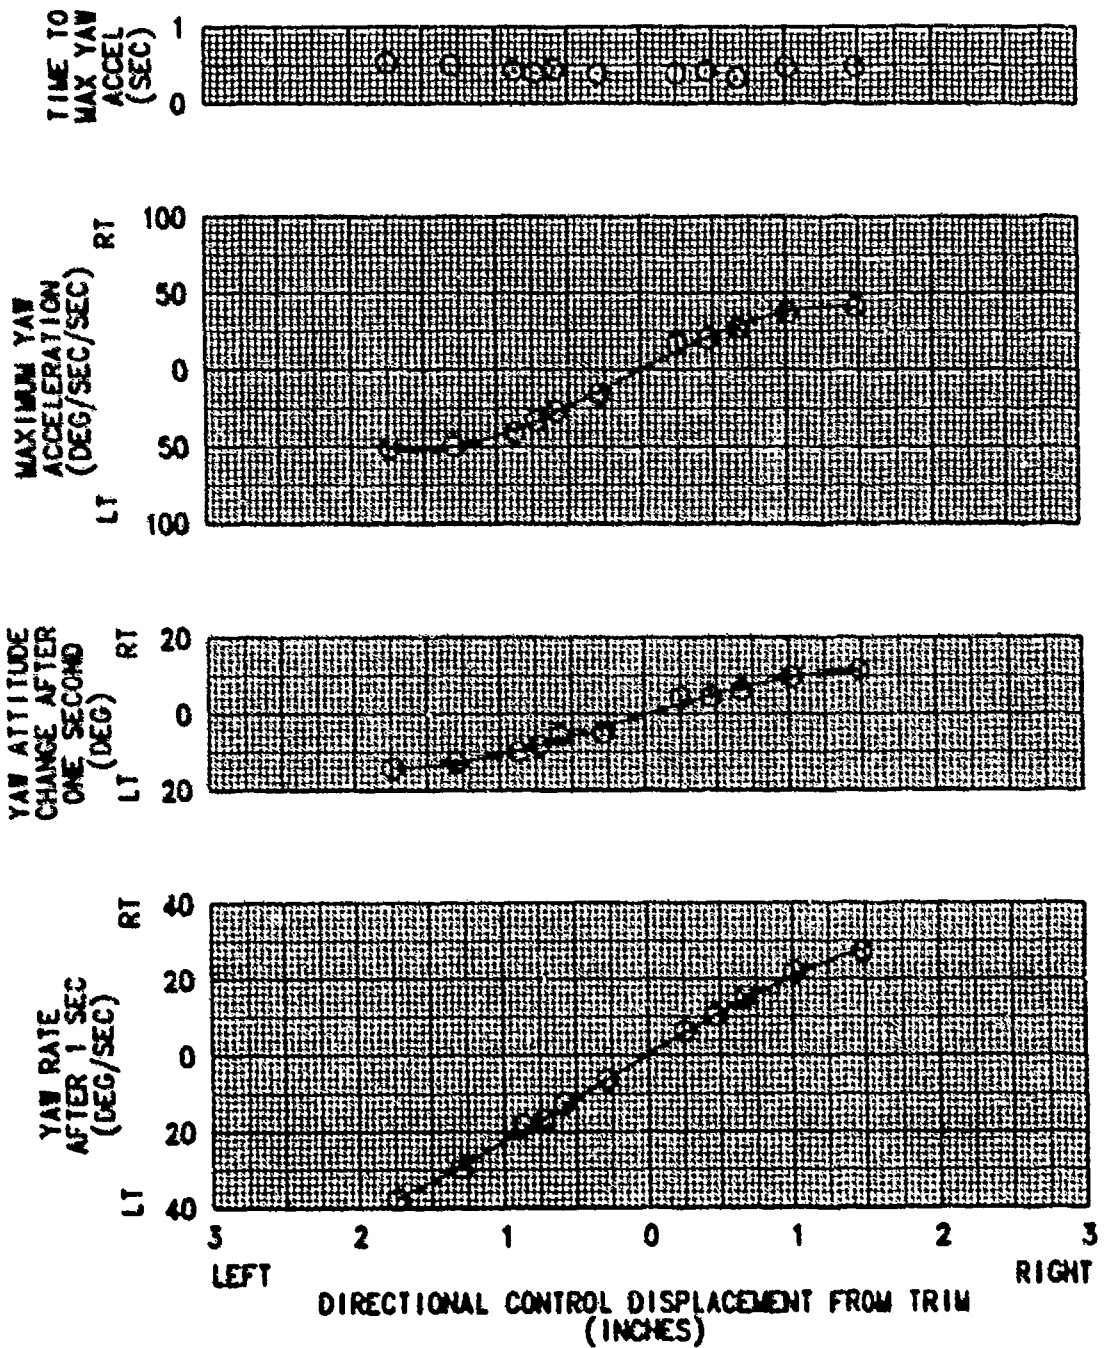 TIME TO
MAX YAW
ACCEL
(SEC)
1
0
MAXIMUM YAW
ACCELERATION
(DEG/SEC/SEC)
LT
RT
100
50
0
50
100
YAW ATTITUDE
CHANGE AFTER
ONE SECOND
(DEG)
LT
RT
20
0
20
YAW RATE
AFTER 1 SEC
(DEG/SEC)
LT
RT
40
20
0
20
40
3 2 1 0 1 2 3
LEFT RIGHT
DIRECTIONAL CONTROL DISPLACEMENT FROM TRIM
(INCHES)